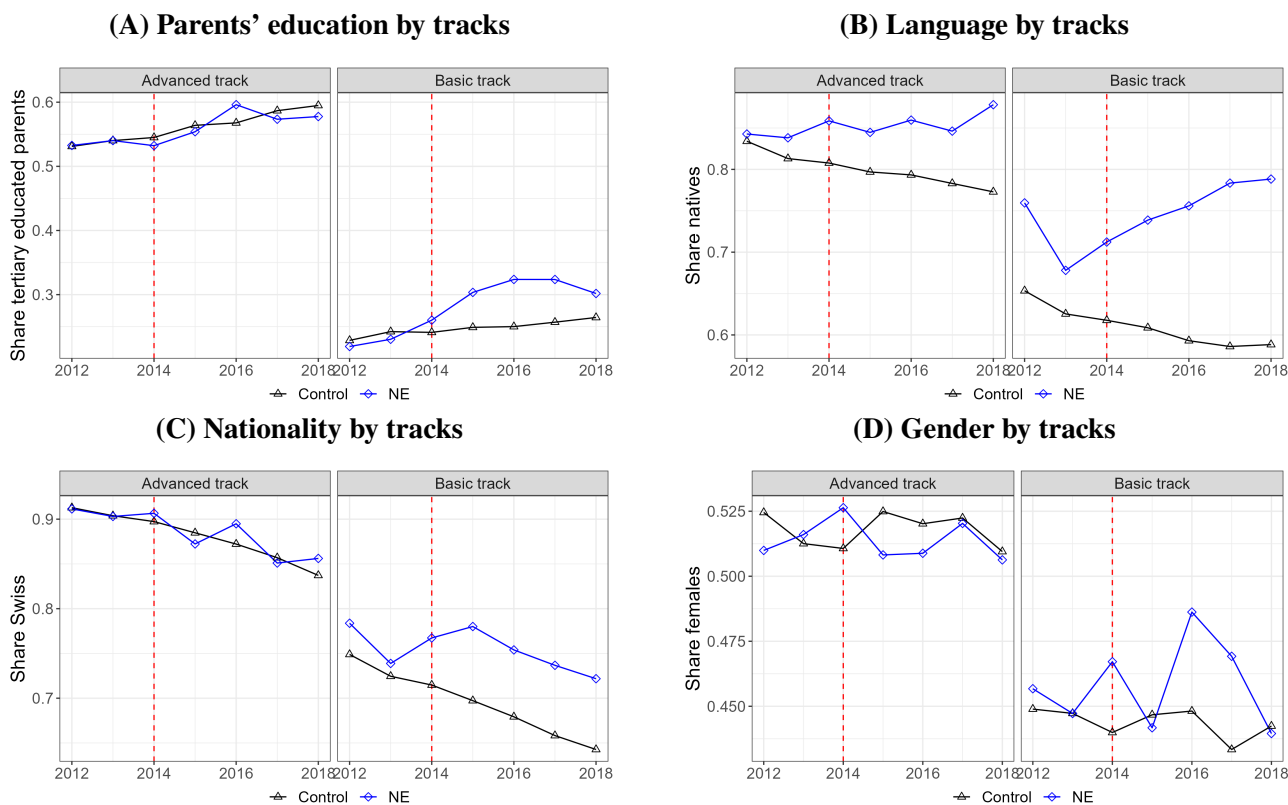 (A) Parents’ education by tracks
Advanced track
Basic track
Share tertiary educated parents
0.6
0.5
0.3
2012 2014 2016 2018
2012 2014 2016 2018
Control NE
(B) Language by tracks
Advanced track
Basic track
Share natives
0.8
0.7
0.6
2012 2014 2016 2018
2012 2014 2016 2018
Control NE
(C) Nationality by tracks
Advanced track
Basic track
Share Swiss
0.9
0.8
0.7
2012 2014 2016 2018
2012 2014 2016 2018
Control NE
(D) Gender by tracks
Advanced track
Basic track
Share females
0.525
0.500
0.475
0.450
2012 2014 2016 2018
2012 2014 2016 2018
Control NE